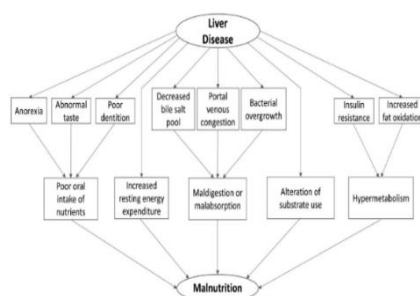 Liver
Disease
Anorexia
Abnormal
taste
Poor
dentition
Decreased
bile salt
pool
Portal
venous
congestion
Bacterial
overgrowth
Insulin
resistance
Increased
fat oxidation
Poor oral
intake of
nutrients
Increased
resting energy
expenditure
Maldigestion or
malabsorption
Alteration of
substrate use
Hypermetabolism
Malnutrition